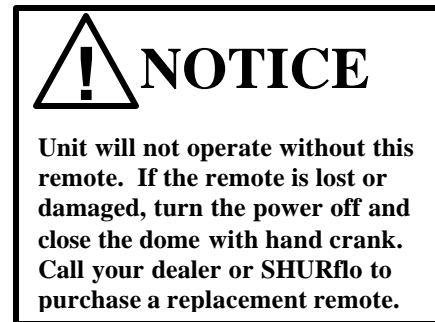 ! NOTICE
Unit will not operate without this
remote. If the remote is lost or
damaged, turn the power off and
close the dome with hand crank.
Call your dealer or SHURflo to
purchase a replacement remote.